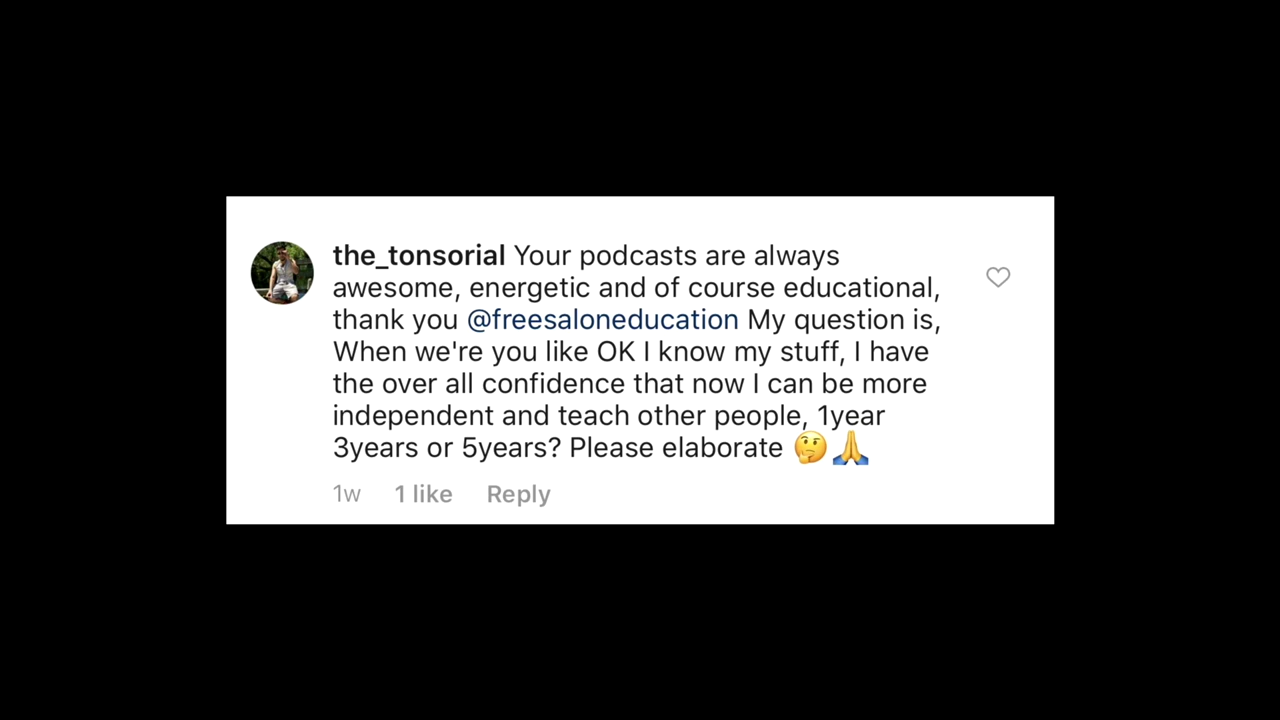 the_tonsorial Your podcasts are always
awesome, energetic and of course educational,
thank you @freesaloneducation My question is,
When we're you like OK I know my stuff, I have
the over all confidence that now I can be more
independent and teach other people, 1year
3years or 5years? Please elaborate 🤔🙏
1w 1 like Reply